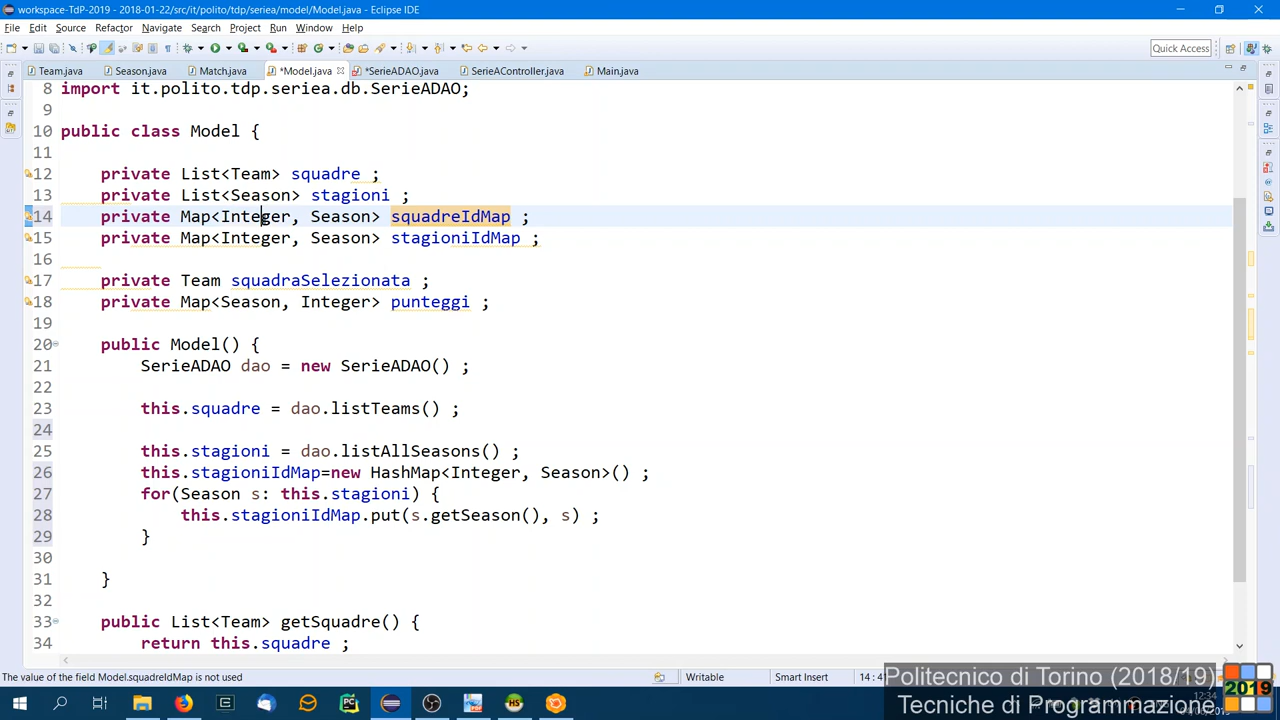 workspace-TdP-2019 - 2018-01-22/src/it/polito/tdp/seriea/model/Model.java - Eclipse IDE
File Edit Source Refactor Navigate Search Project Run Window Help
Quick Access
Team.java Season.java Match.java *Model.java *SerieADAO.java SerieAController.java Main.java
8 import it.polito.tdp.seriea.db.SerieADAO;
9
10 public class Model {
11
12 private List<Team> squadre ;
13 private List<Season> stagioni ;
14 private Map<Integer, Season> squadreIdMap ;
15 private Map<Integer, Season> stagioniIdMap ;
16
17 private Team squadraSelezionata ;
18 private Map<Season, Integer> punteggi ;
19
20 public Model() {
21 SerieADAO dao = new SerieADAO() ;
22
23 this.squadre = dao.listTeams() ;
24
25 this.stagioni = dao.listAllSeasons() ;
26 this.stagioniIdMap=new HashMap<Integer, Season>() ;
27 for(Season s: this.stagioni) {
28 this.stagioniIdMap.put(s.getSeason(), s) ;
29 }
30
31 }
32
33 public List<Team> getSquadre() {
34 return this.squadre ;
The value of the field Model.squadreIdMap is not used Writable Smart Insert 14 : 4
Politecnico di Torino (2018/19)
Tecniche di Programmazione
2019
12:34